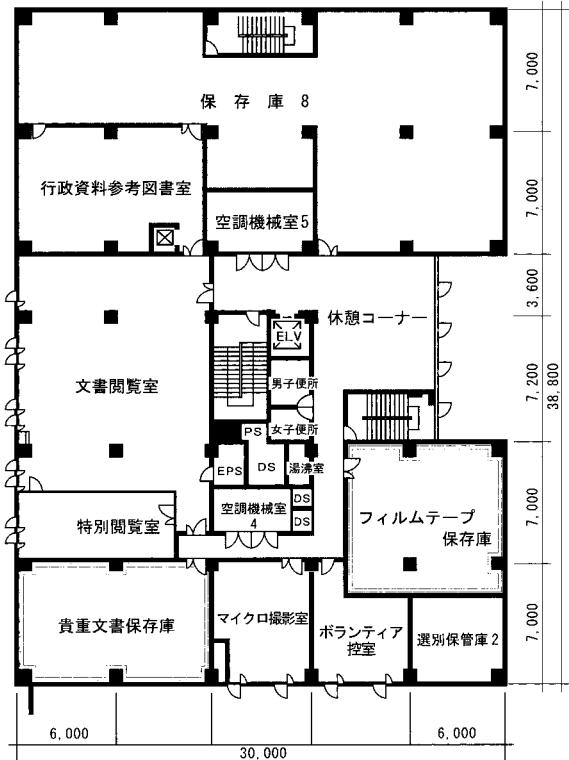 保存庫8
7,000
行政資料参考図書室
空調機械室5
7,000
3,600
休憩コーナー
ELV
文書閲覧室
男子便所
7,200
38,800
女子便所
PS
EPS
DS
湯沸室
特別閲覧室
空調機械室
4
DS
DS
フィルムテープ
保存庫
7,000
貴重文書保存庫
マイクロ撮影室
ボランティア
控室
選別保管庫2
7,000
6,000
6,000
30,000